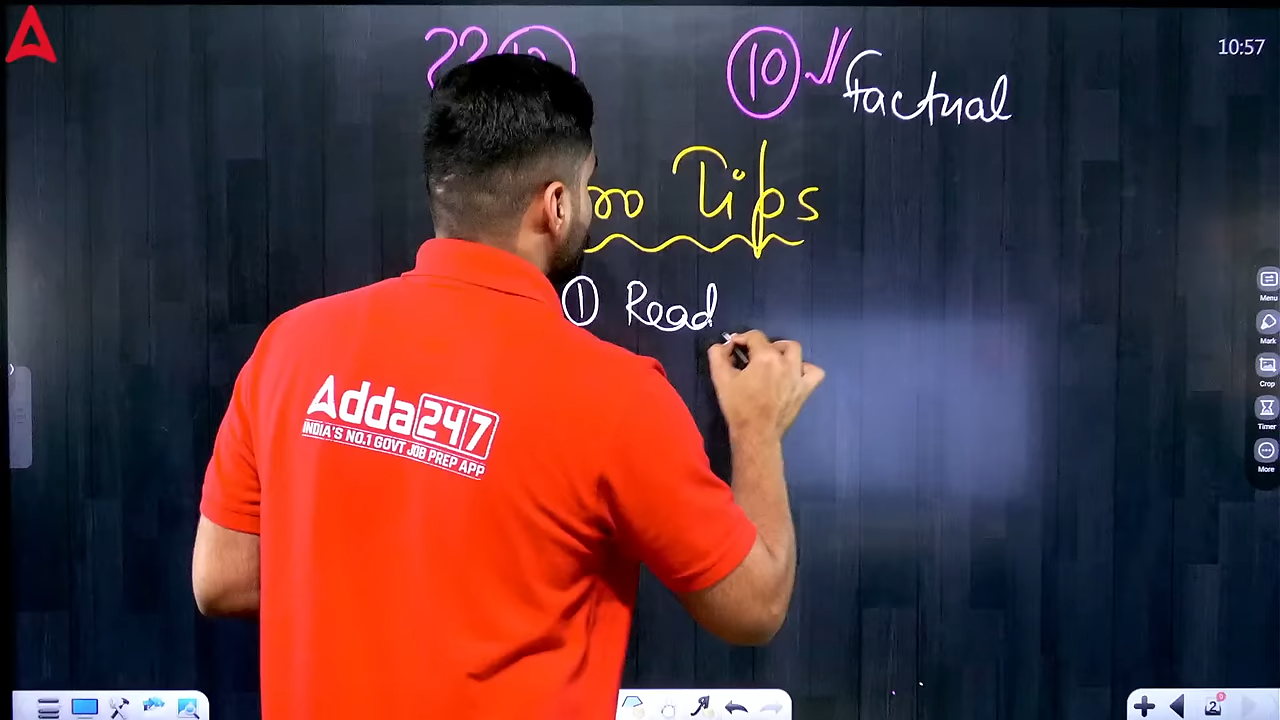 10:57
10 Factual
Tips
1 Read
Adda247
INDIA'S NO.1 GOVT JOB PREP APP
Menu
Mark
Crop
Timer
More
2